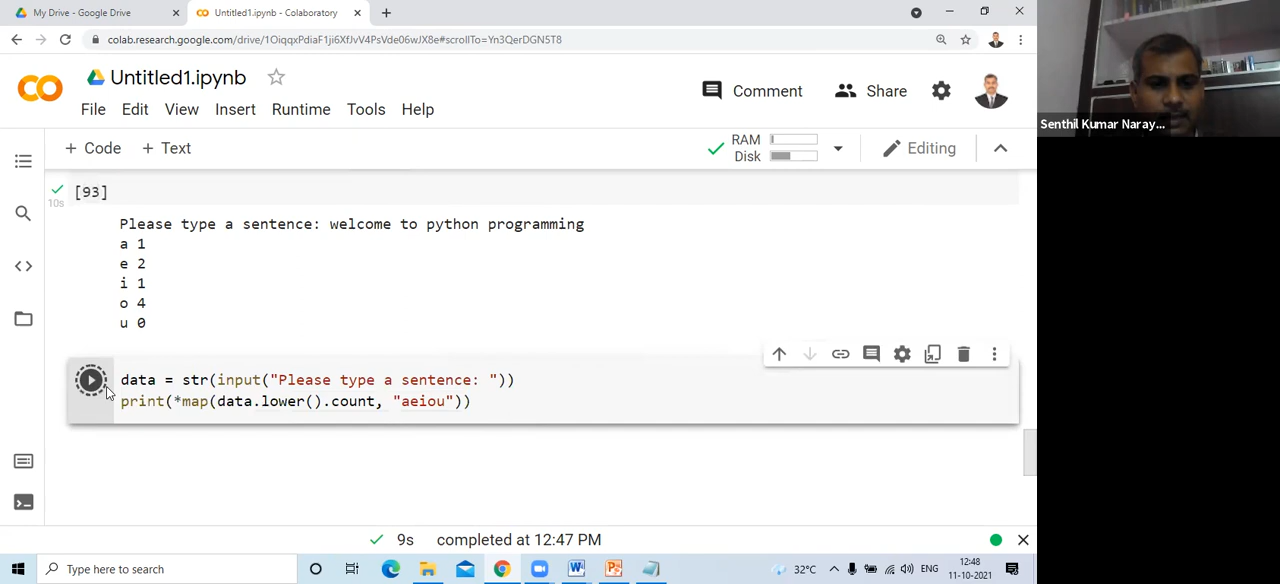 My Drive - Google Drive
Untitled1.ipynb - Colaboratory
colab.research.google.com/drive/1OiqqxPdiaF1ji6XfJvV4PsVde06wJX8e#scrollTo=Yn3QerDGN5T8
Untitled1.ipynb
Comment
Share
File Edit View Insert Runtime Tools Help
+ Code + Text
RAM
Disk
Editing
[93]
10s
Please type a sentence: welcome to python programming
a 1
e 2
i 1
o 4
u 0
data = str(input("Please type a sentence: "))
print(*map(data.lower().count, "aeiou"))
9s completed at 12:47 PM
Type here to search
32°C
ENG
12:48
11-10-2021
Senthil Kumar Naray...